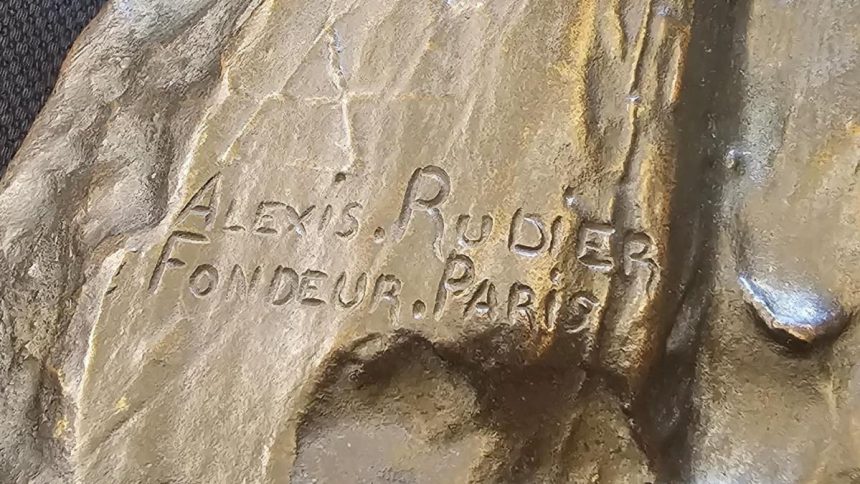 ALEXIS. RUDIER
FONDEUR. PARIS